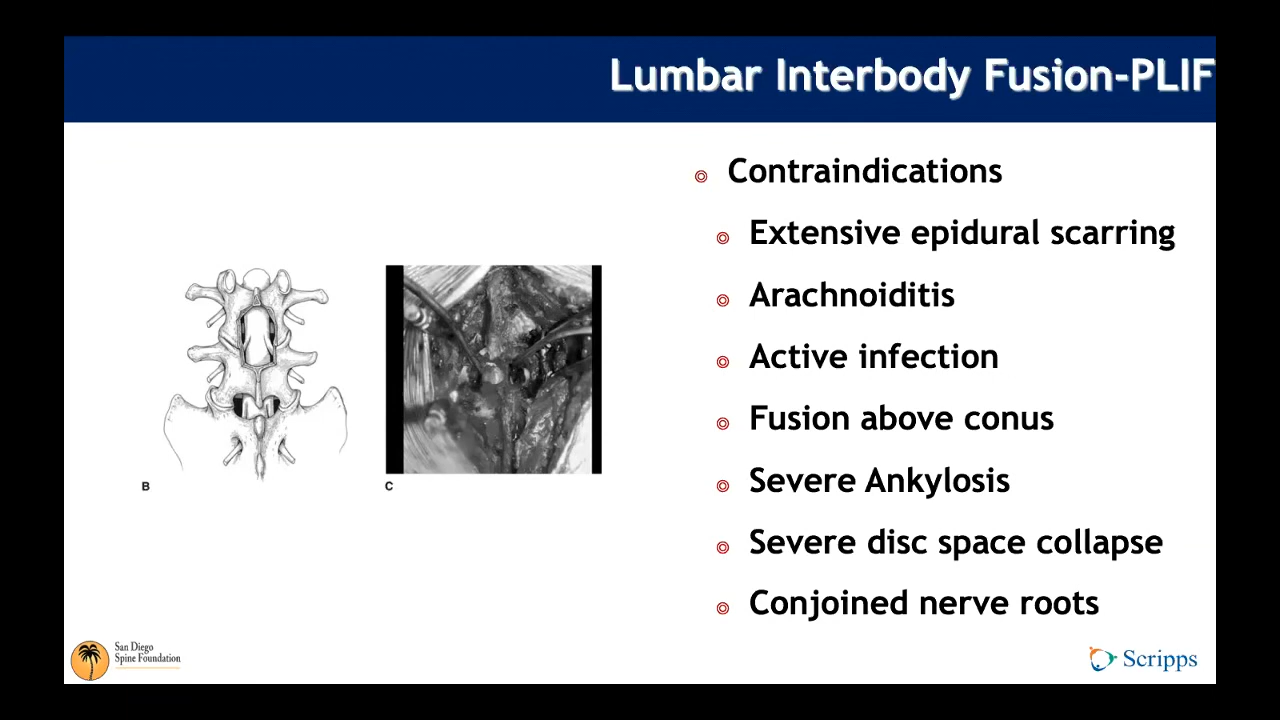 Lumbar Interbody Fusion-PLIF
Contraindications
Extensive epidural scarring
Arachnoiditis
Active infection
Fusion above conus
Severe Ankylosis
Severe disc space collapse
Conjoined nerve roots
B
C
San Diego
Spine Foundation
Scripps